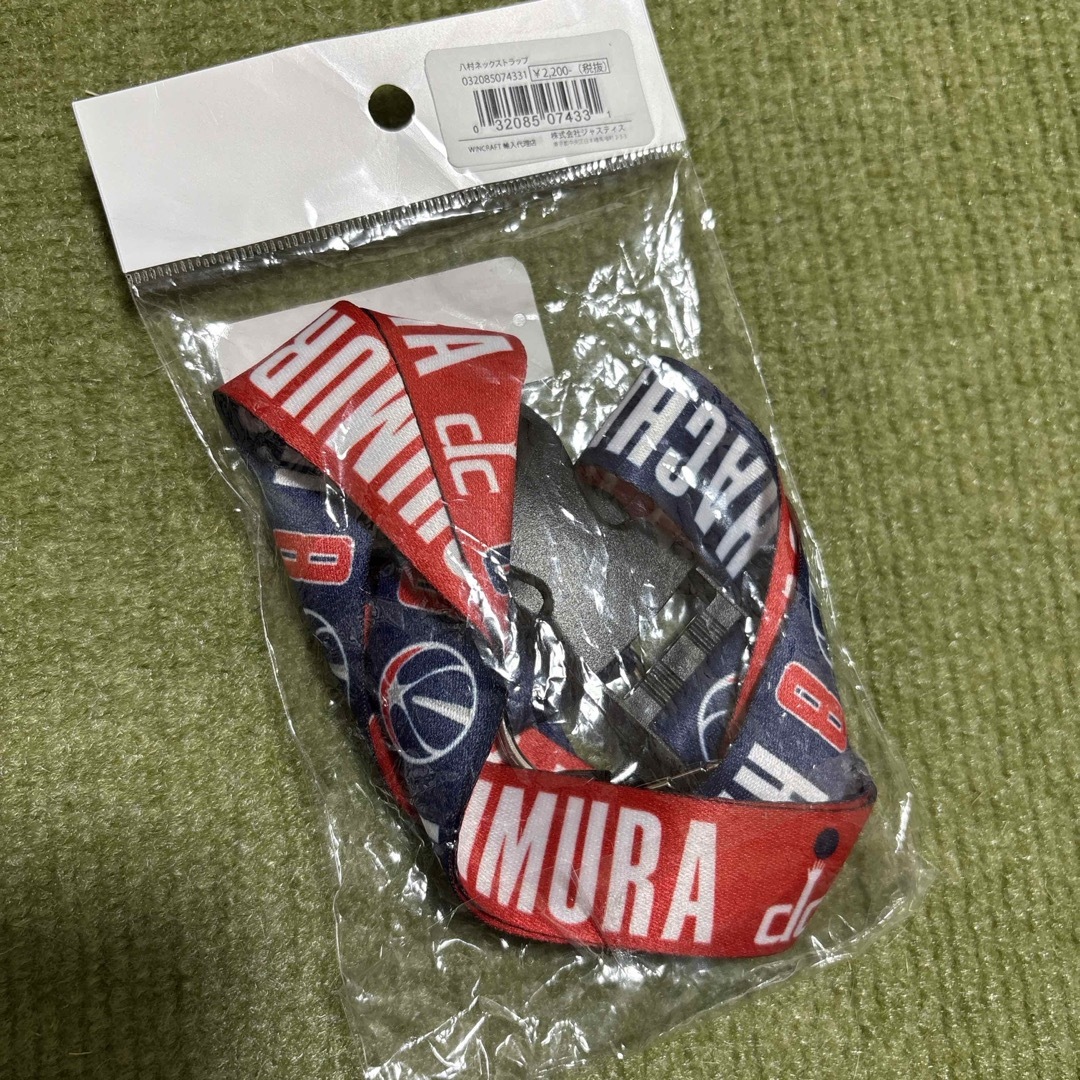 八村ネックストラップ
032085074331 ¥2,200-（税抜）
0 32085 07433 1
WINCRAFT 輸入代理店 株式会社ジャスティス
A dc
IMUR
HACH
8
8
H
IMURA dc